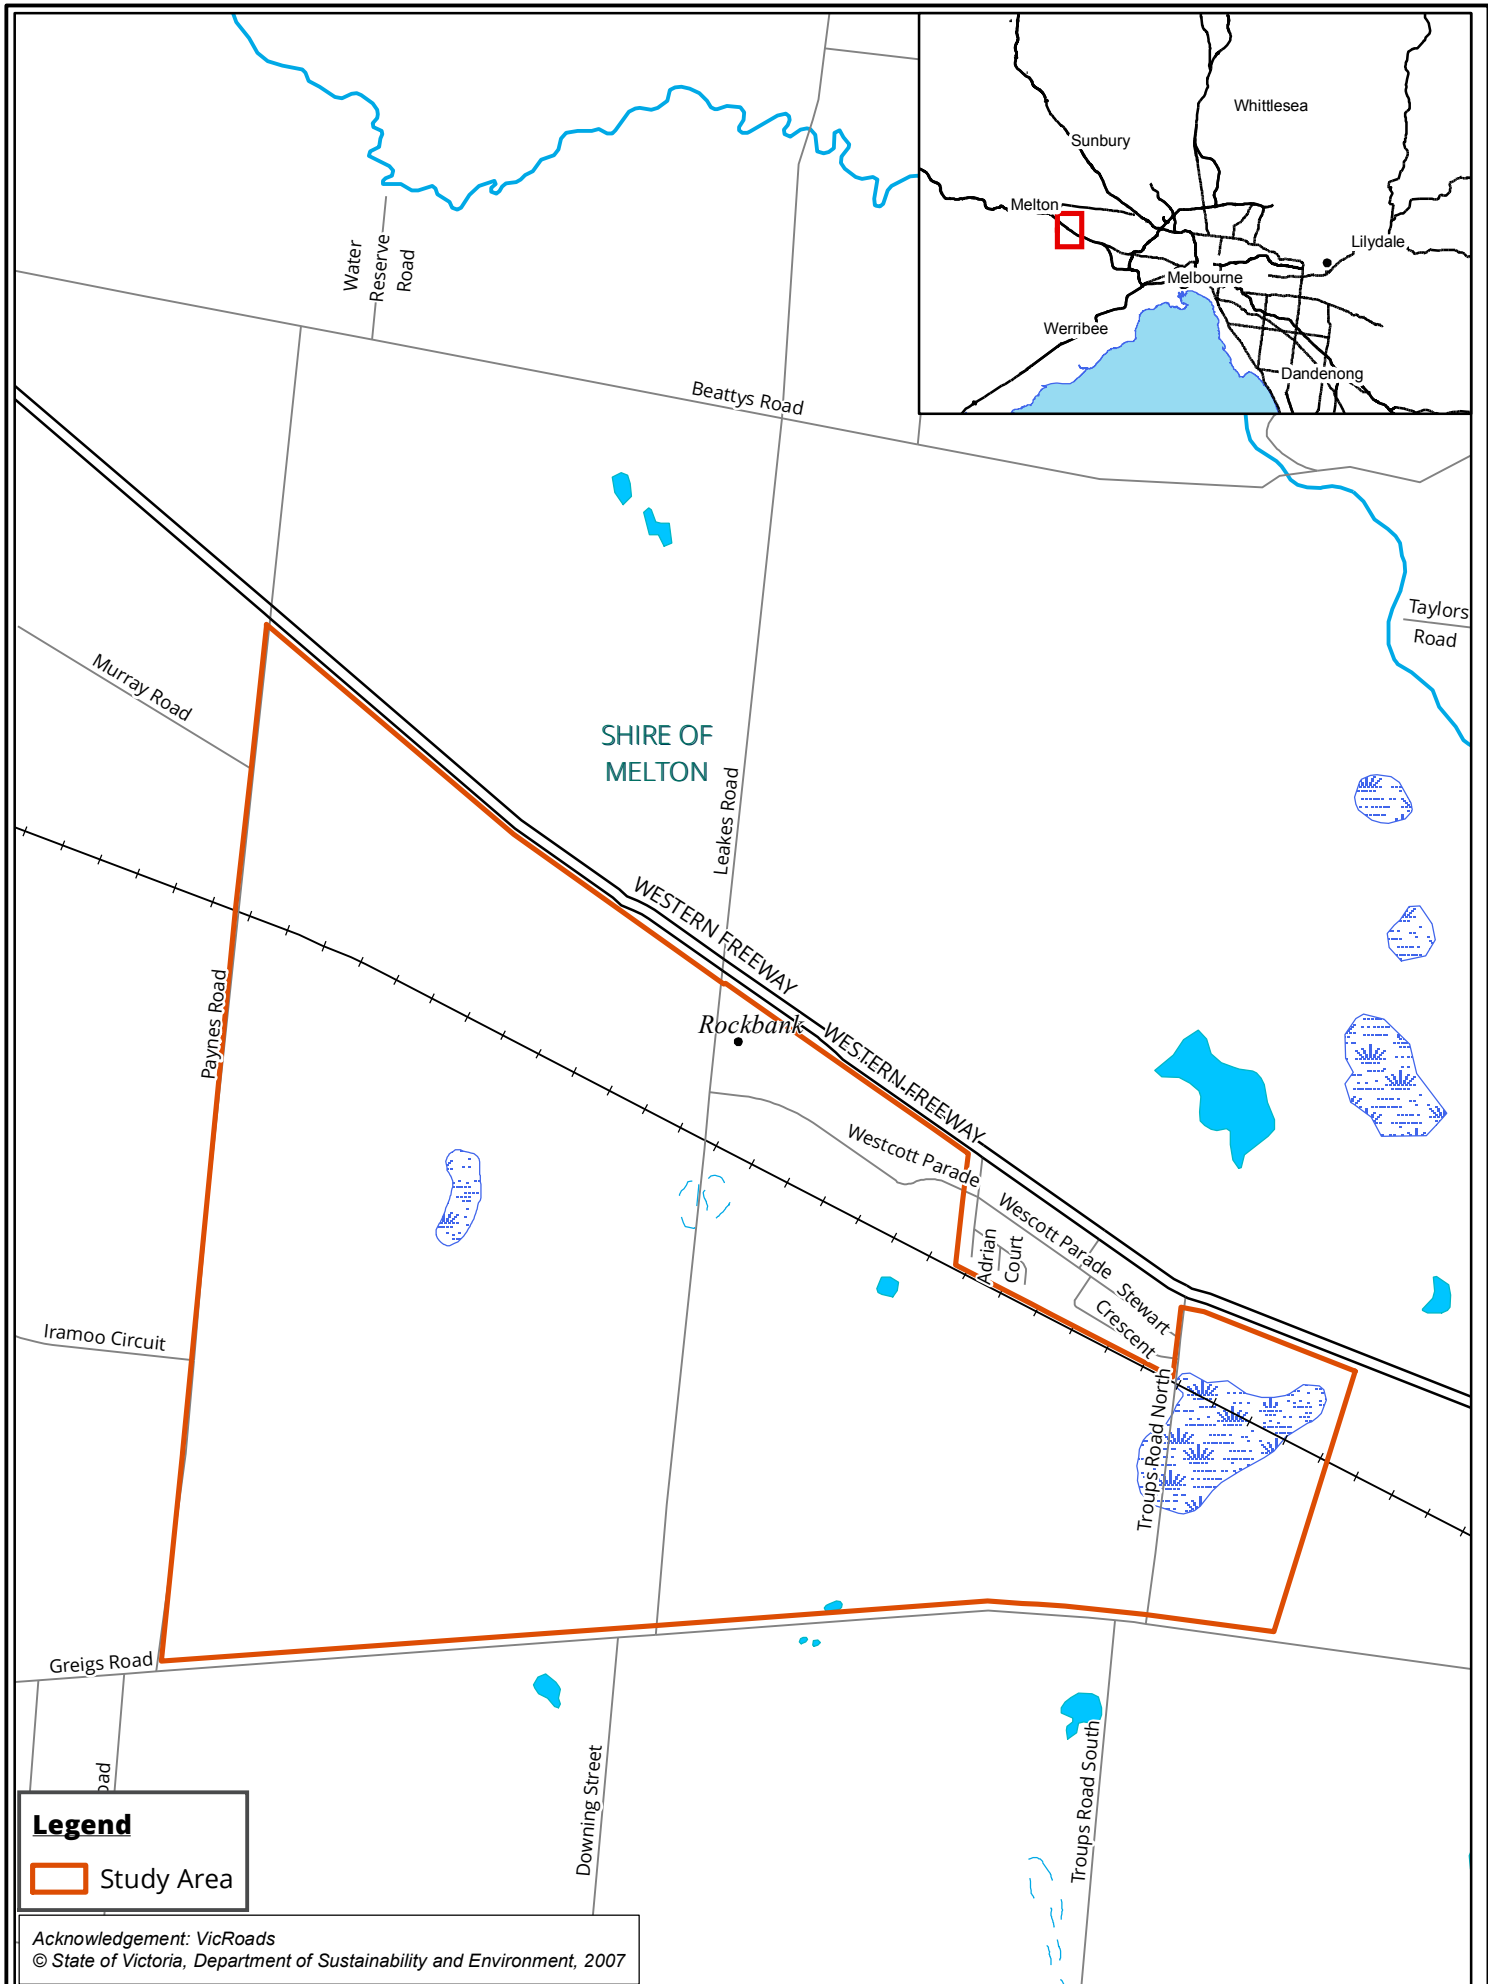 Whittlesea
Sunbury
Melton
Lilydale
Melbourne
Werribee
Dandenong
Water
Reserve
Road
Beattys Road
Taylors
Road
Murray Road
SHIRE OF
MELTON
Leakes Road
WESTERN FREEWAY
Paynes Road
Rockbank
WESTERN FREEWAY
Westcott Parade
Wescott Parade
Adrian
Court
Stewart
Crescent
Iramoo Circuit
Troups Road North
Greigs Road
Downing Street
Troups Road South
Legend
Study Area
Acknowledgement: VicRoads
© State of Victoria, Department of Sustainability and Environment, 2007